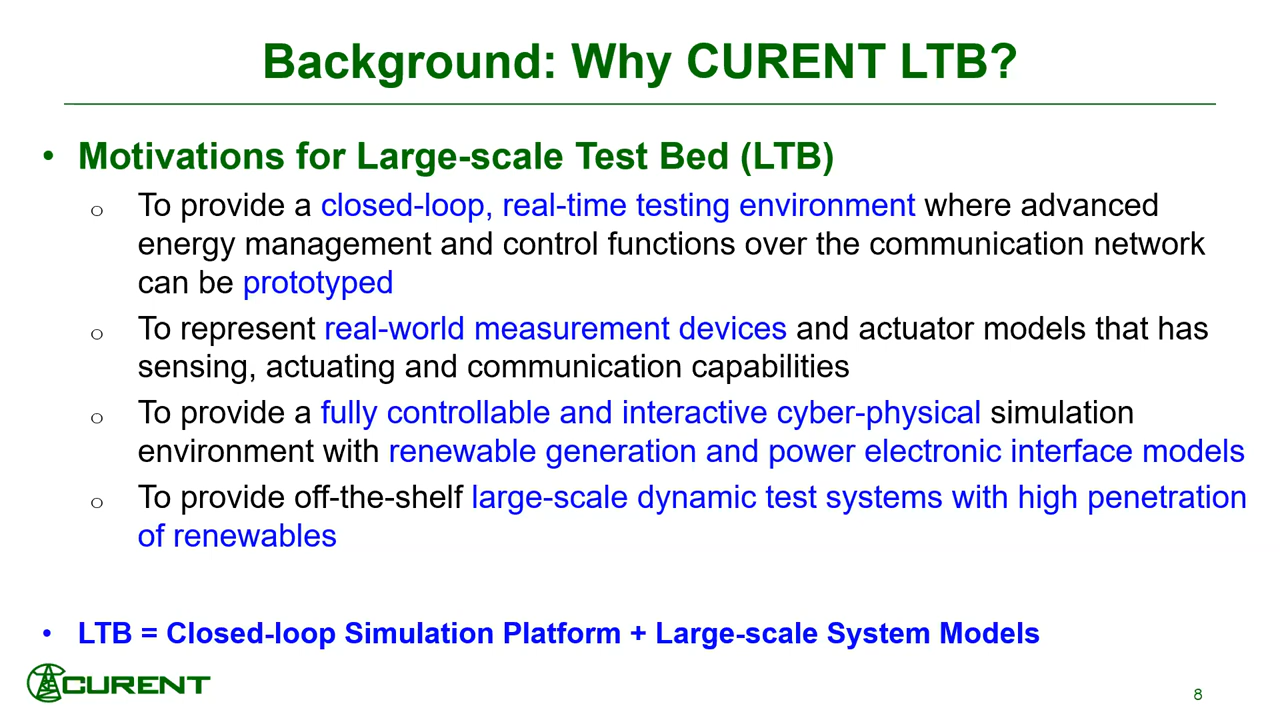 Background: Why CURENT LTB?
• Motivations for Large-scale Test Bed (LTB)
o To provide a closed-loop, real-time testing environment where advanced
energy management and control functions over the communication network
can be prototyped
o To represent real-world measurement devices and actuator models that has
sensing, actuating and communication capabilities
o To provide a fully controllable and interactive cyber-physical simulation
environment with renewable generation and power electronic interface models
o To provide off-the-shelf large-scale dynamic test systems with high penetration
of renewables
• LTB = Closed-loop Simulation Platform + Large-scale System Models
CURENT
8